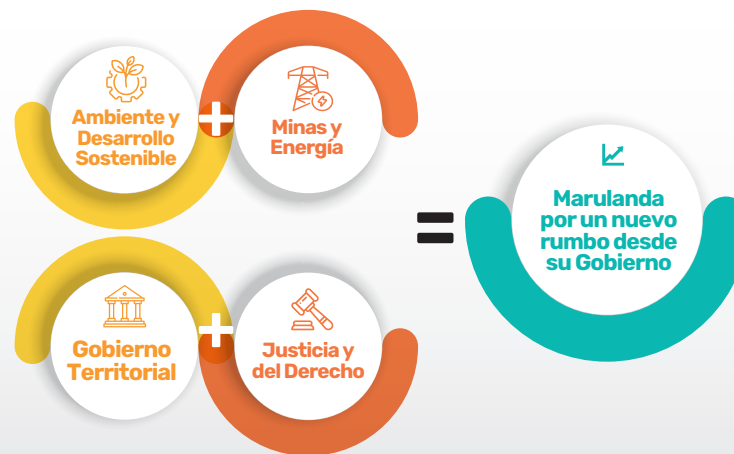 Ambiente y
Desarrollo
Sostenible
+
Minas y
Energía
Gobierno
Territorial
+
Justicia y
del Derecho
=
Marulanda
por un nuevo
rumbo desde
su Gobierno